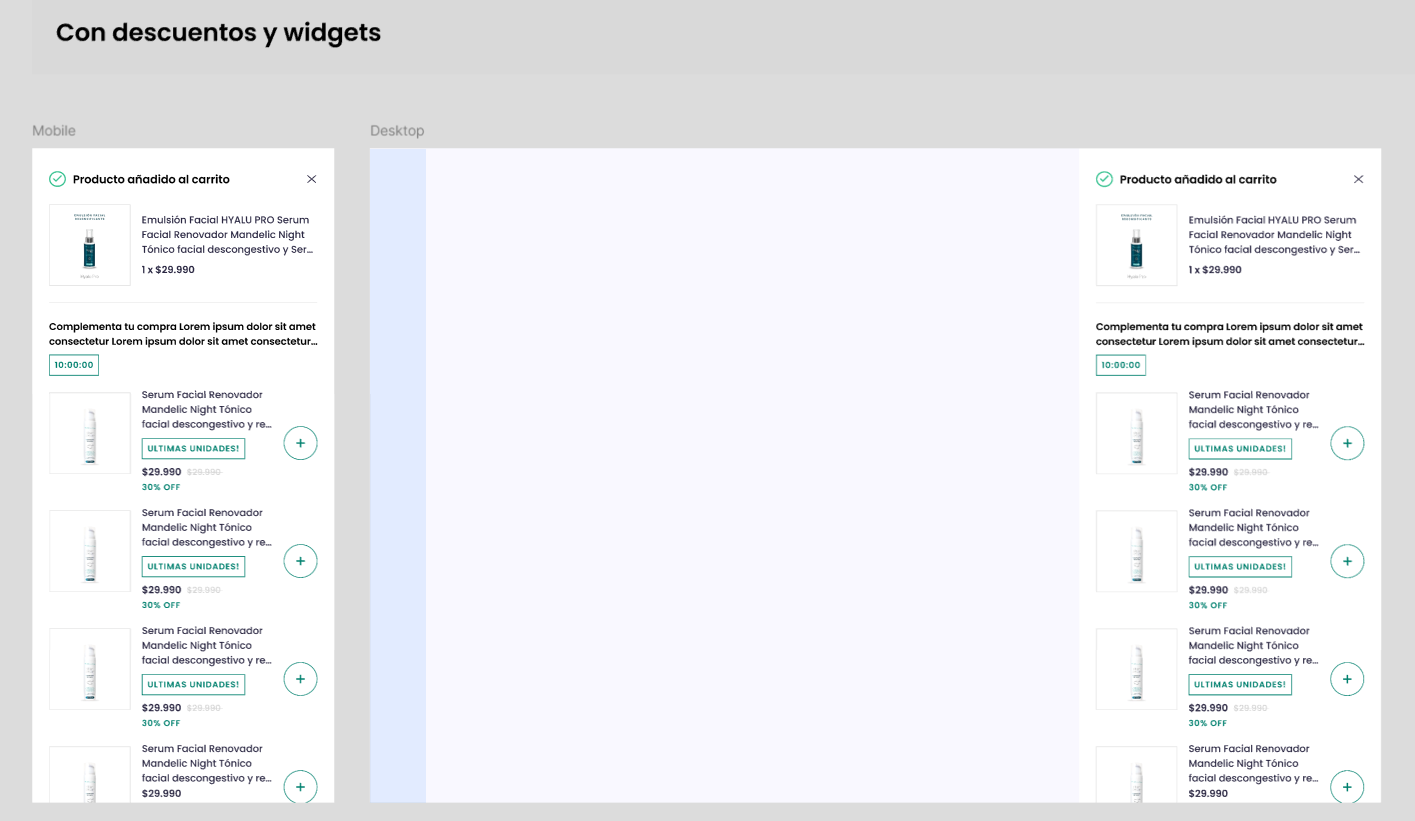 Con descuentos y widgets
Mobile
Producto añadido al carrito
EMULSIÓN FACIAL
Emulsión Facial HYALU PRO Serum
Facial Renovador Mandelic Night
Tónico facial descongestivo y Ser...
1 x $29.990
Complementa tu compra Lorem ipsum dolor sit amet
consectetur Lorem ipsum dolor sit amet consectetur...
10:00:00
Serum Facial Renovador
Mandelic Night Tónico
facial descongestivo y re...
ULTIMAS UNIDADES!
$29.990 $29.990
30% OFF
Serum Facial Renovador
Mandelic Night Tónico
facial descongestivo y re...
ULTIMAS UNIDADES!
$29.990 $29.990
30% OFF
Serum Facial Renovador
Mandelic Night Tónico
facial descongestivo y re...
ULTIMAS UNIDADES!
$29.990 $29.990
30% OFF
Serum Facial Renovador
Mandelic Night Tónico
facial descongestivo y re...
$29.990
Desktop
Producto añadido al carrito
EMULSIÓN FACIAL
Emulsión Facial HYALU PRO Serum
Facial Renovador Mandelic Night
Tónico facial descongestivo y Ser...
1 x $29.990
Complementa tu compra Lorem ipsum dolor sit amet
consectetur Lorem ipsum dolor sit amet consectetur...
10:00:00
Serum Facial Renovador
Mandelic Night Tónico
facial descongestivo y re...
ULTIMAS UNIDADES!
$29.990 $29.990
30% OFF
Serum Facial Renovador
Mandelic Night Tónico
facial descongestivo y re...
ULTIMAS UNIDADES!
$29.990 $29.990
30% OFF
Serum Facial Renovador
Mandelic Night Tónico
facial descongestivo y re...
ULTIMAS UNIDADES!
$29.990 $29.990
30% OFF
Serum Facial Renovador
Mandelic Night Tónico
facial descongestivo y re...
$29.990